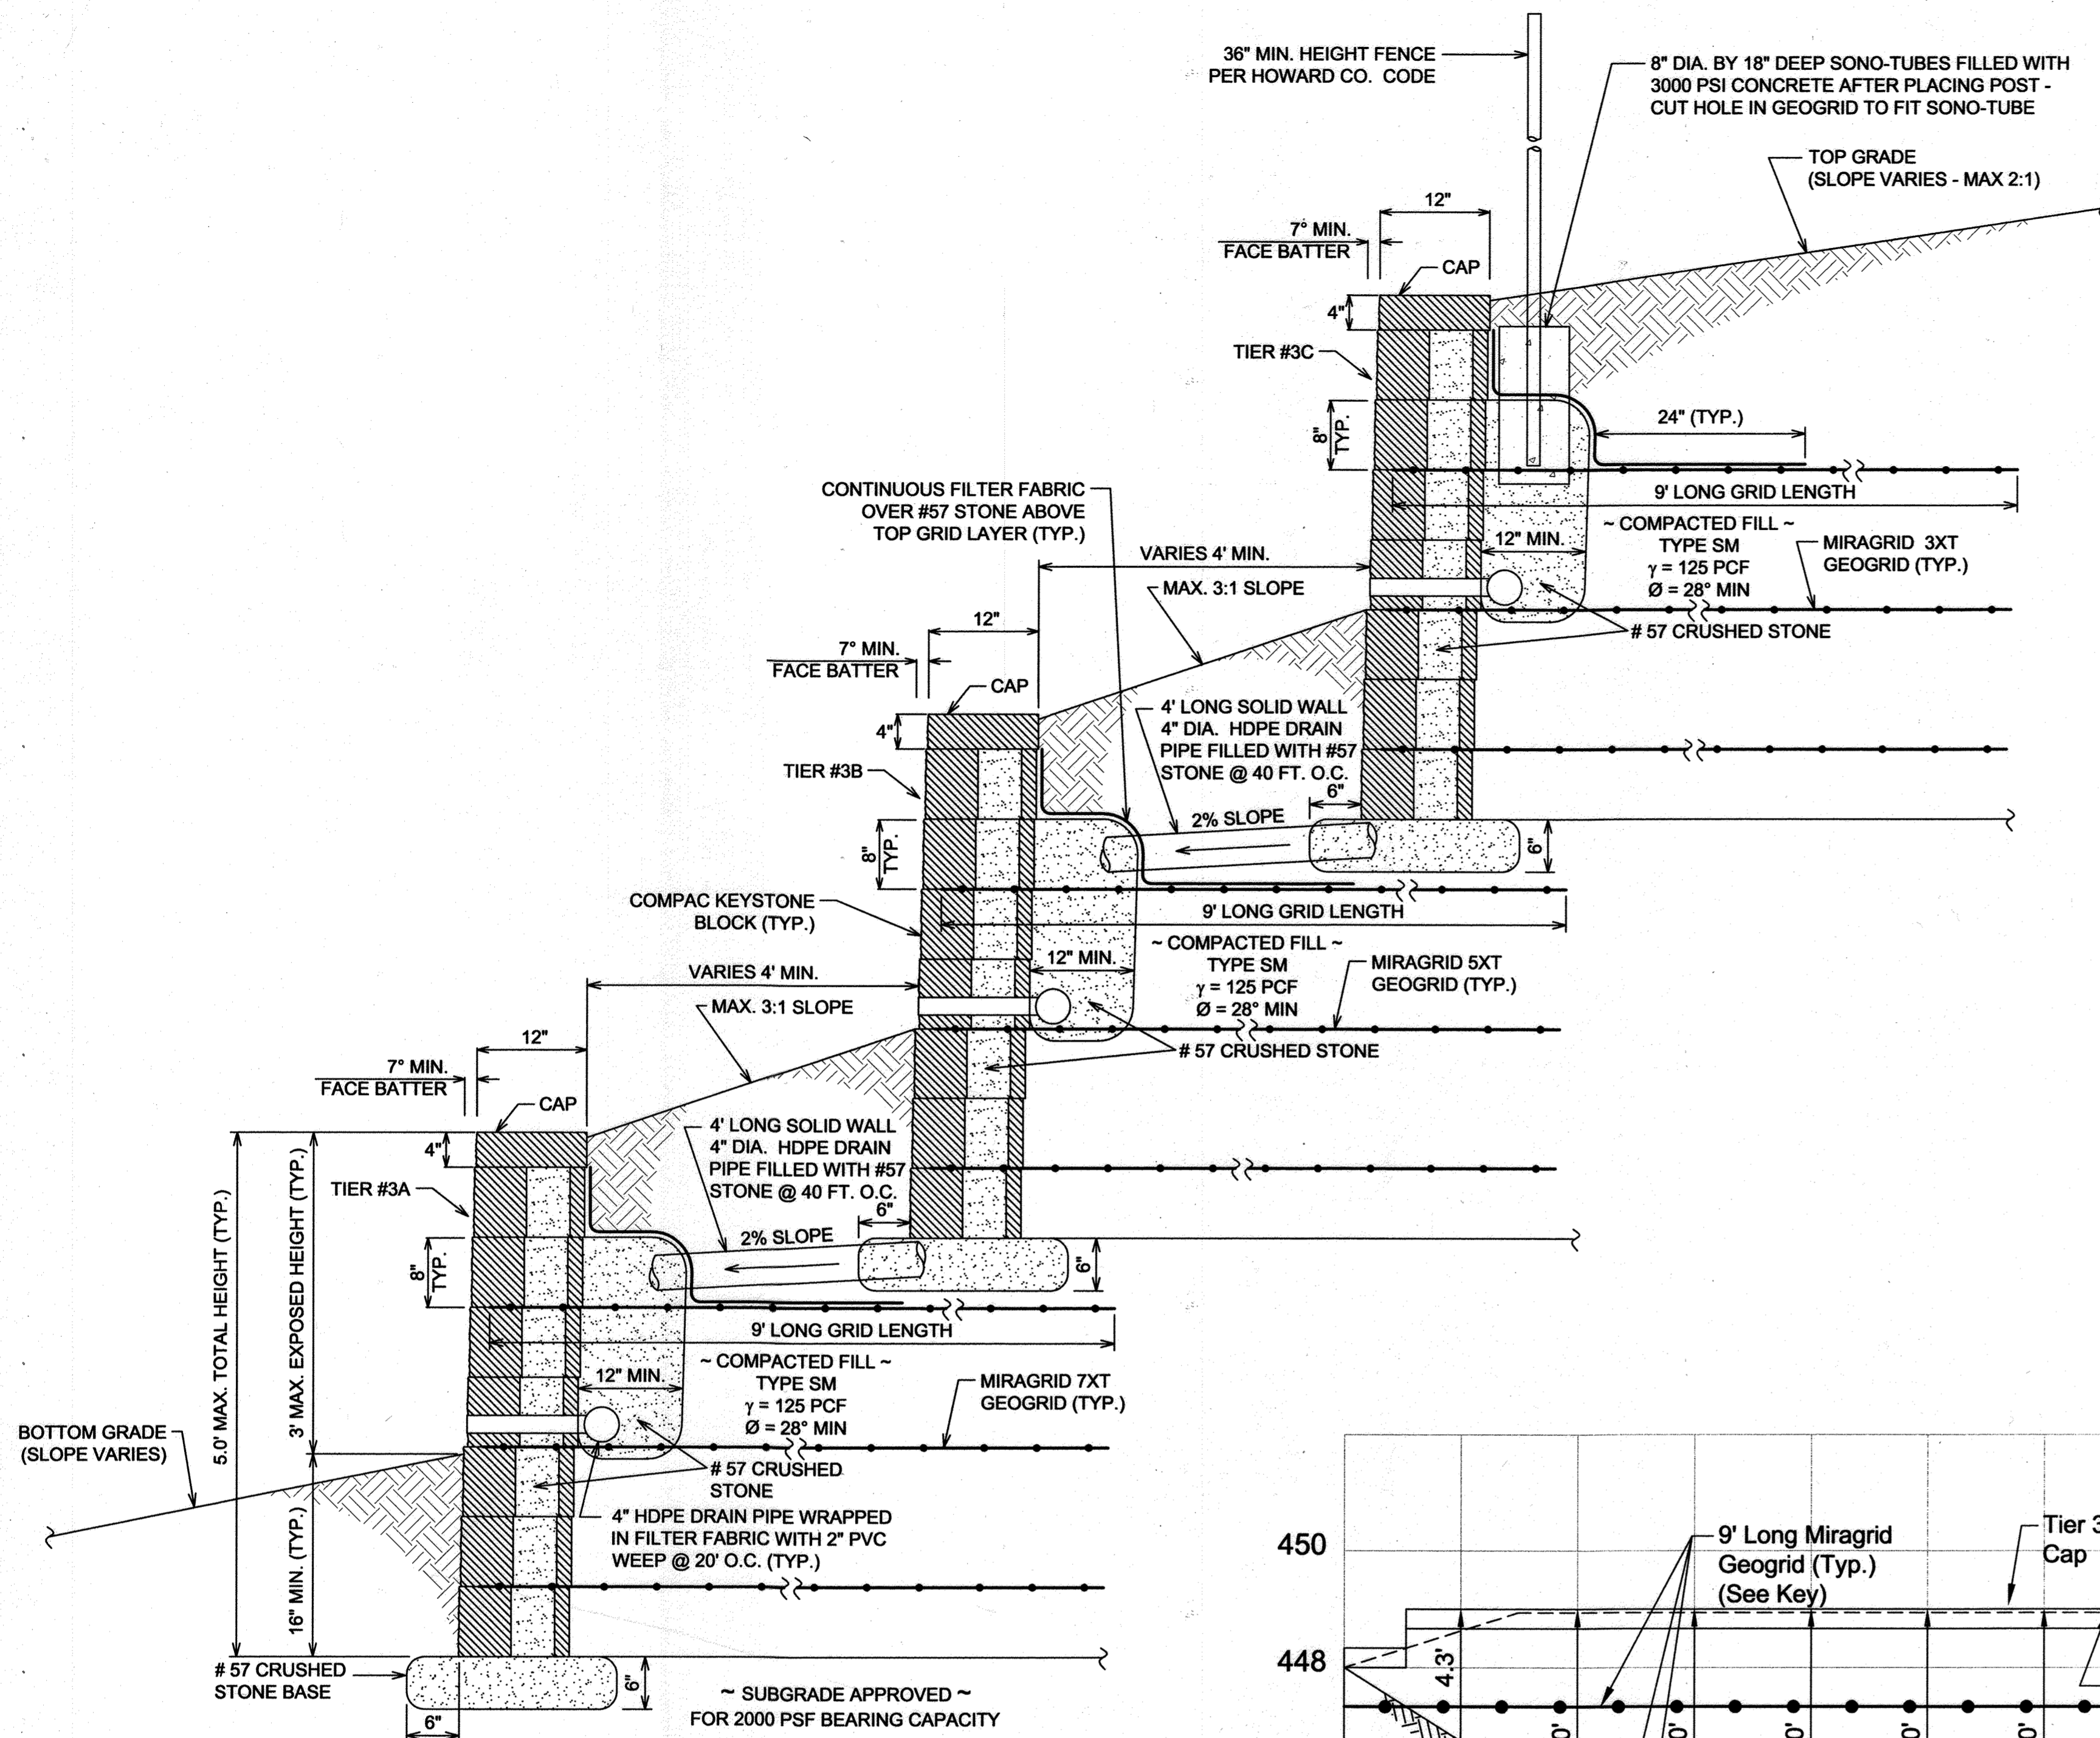 36" MIN. HEIGHT FENCE
PER HOWARD CO. CODE
8" DIA. BY 18" DEEP SONO-TUBES FILLED WITH
3000 PSI CONCRETE AFTER PLACING POST -
CUT HOLE IN GEOGRID TO FIT SONO-TUBE
TOP GRADE
(SLOPE VARIES - MAX 2:1)
12"
7° MIN.
FACE BATTER
CAP
4"
TIER #3C
8"
TYP.
24" (TYP.)
9' LONG GRID LENGTH
~ COMPACTED FILL ~
TYPE SM
γ = 125 PCF
Ø = 28° MIN
12" MIN.
MIRAGRID 3XT
GEOGRID (TYP.)
# 57 CRUSHED STONE
CONTINUOUS FILTER FABRIC
OVER #57 STONE ABOVE
TOP GRID LAYER (TYP.)
VARIES 4' MIN.
MAX. 3:1 SLOPE
12"
7° MIN.
FACE BATTER
CAP
4"
TIER #3B
4' LONG SOLID WALL
4" DIA. HDPE DRAIN
PIPE FILLED WITH #57
STONE @ 40 FT. O.C.
6"
2% SLOPE
6"
8"
TYP.
COMPAC KEYSTONE
BLOCK (TYP.)
9' LONG GRID LENGTH
~ COMPACTED FILL ~
TYPE SM
γ = 125 PCF
Ø = 28° MIN
12" MIN.
MIRAGRID 5XT
GEOGRID (TYP.)
# 57 CRUSHED STONE
VARIES 4' MIN.
MAX. 3:1 SLOPE
12"
7° MIN.
FACE BATTER
CAP
4"
TIER #3A
4' LONG SOLID WALL
4" DIA. HDPE DRAIN
PIPE FILLED WITH #57
STONE @ 40 FT. O.C.
6"
2% SLOPE
6"
8"
TYP.
5.0' MAX. TOTAL HEIGHT (TYP.)
3' MAX. EXPOSED HEIGHT (TYP.)
16" MIN. (TYP.)
9' LONG GRID LENGTH
~ COMPACTED FILL ~
TYPE SM
γ = 125 PCF
Ø = 28° MIN
12" MIN.
MIRAGRID 7XT
GEOGRID (TYP.)
BOTTOM GRADE
(SLOPE VARIES)
# 57 CRUSHED
STONE
4" HDPE DRAIN PIPE WRAPPED
IN FILTER FABRIC WITH 2" PVC
WEEP @ 20' O.C. (TYP.)
# 57 CRUSHED
STONE BASE
6"
6"
~ SUBGRADE APPROVED ~
FOR 2000 PSF BEARING CAPACITY
450
448
9' Long Miragrid
Geogrid (Typ.)
(See Key)
Tier 3
Cap
4.3'